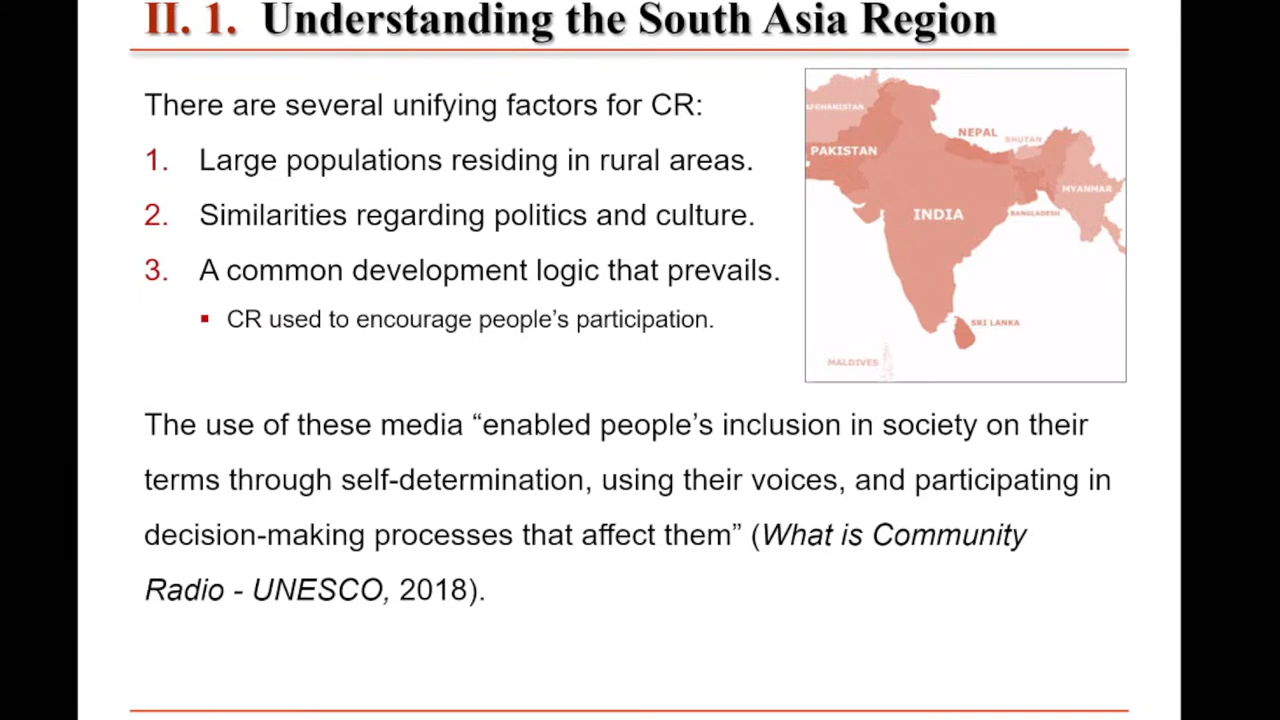 II. 1. Understanding the South Asia Region
There are several unifying factors for CR:
1. Large populations residing in rural areas.
2. Similarities regarding politics and culture.
3. A common development logic that prevails.
▪ CR used to encourage people’s participation.
AFGHANISTAN
PAKISTAN
NEPAL
BHUTAN
INDIA
BANGLADESH
MYANMAR
SRI LANKA
MALDIVES
The use of these media “enabled people’s inclusion in society on their
terms through self-determination, using their voices, and participating in
decision-making processes that affect them” (What is Community
Radio - UNESCO, 2018).